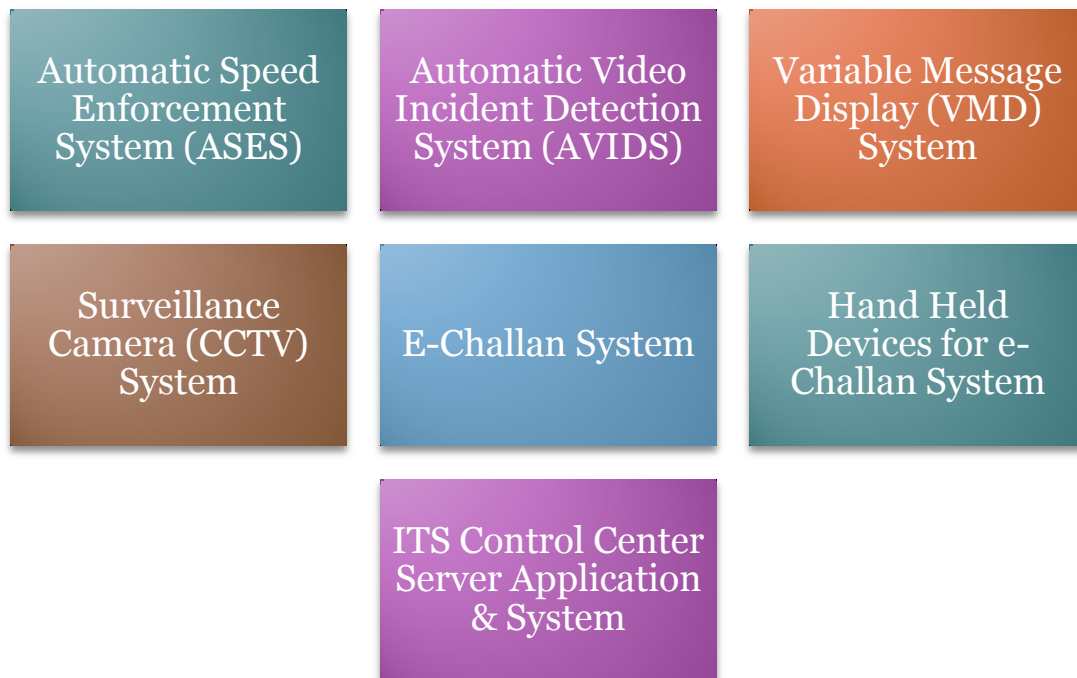 Automatic Speed
Enforcement
System (ASES)
Automatic Video
Incident Detection
System (AVIDS)
Variable Message
Display (VMD)
System
Surveillance
Camera (CCTV)
System
E-Challan System
Hand Held
Devices for e-
Challan System
ITS Control Center
Server Application
& System